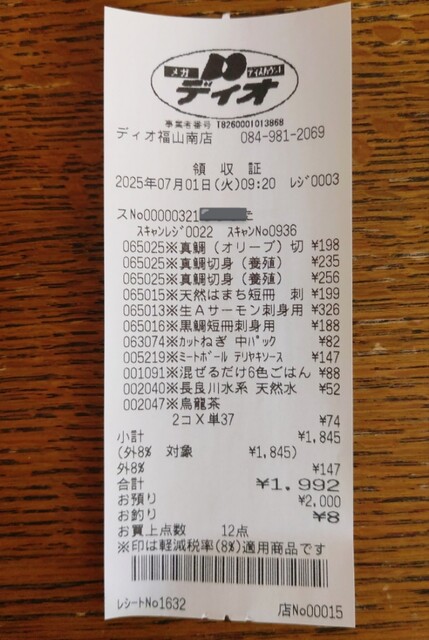 メガ ディスカウント
ディオ
事業者番号 T8260001013868
ディオ福山南店 084-981-2069
領収証
2025年07月01日(火)09:20 レジ0003
スNo00000321
スキャンレジ0022 スキャンNo0936
065025※真鯛(オリーブ)切 ¥198
065025※真鯛切身(養殖) ¥235
065025※真鯛切身(養殖) ¥256
065015※天然はまち短冊 刺 ¥199
065013※生Aサーモン刺身用 ¥326
065016※黒鯛短冊刺身用 ¥188
063074※カットねぎ 中パック ¥82
005219※ミートボール テリヤキソース ¥147
001091※混ぜるだけ6色ごはん ¥88
002040※長良川水系 天然水 ¥52
002047※烏龍茶
2コX単37 ¥74
小計 ¥1,845
(外8% 対象 ¥1,845)
外8% ¥147
合計 ¥1,992
お預り ¥2,000
お釣り ¥8
お買上点数 12点
※印は軽減税率(8%)適用商品です
レシートNo1632 店No00015